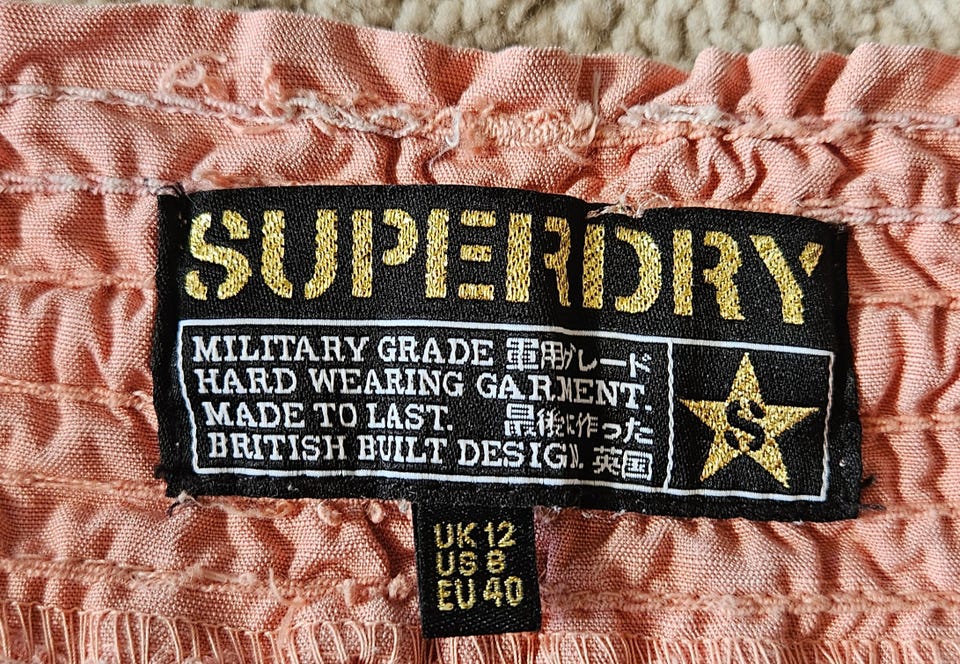 SUPERDRY
MILITARY GRADE 軍用グレード
HARD WEARING GARMENT.
MADE TO LAST. 最後に作った
BRITISH BUILT DESIGN. 英国
S
UK 12
US 8
EU 40